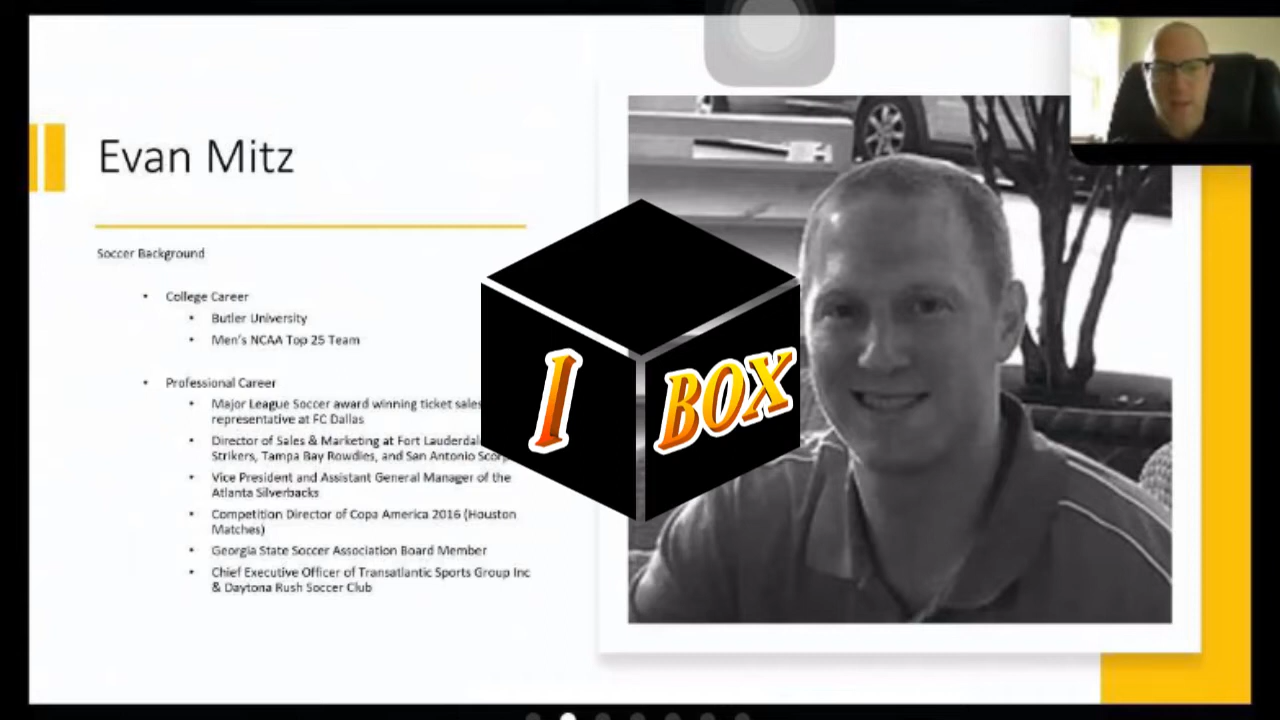 Evan Mitz
Soccer Background
• College Career
• Butler University
• Men's NCAA Top 25 Team
• Professional Career
• Major League Soccer award winning ticket sales
representative at FC Dallas
• Director of Sales & Marketing at Fort
Strikers, Tampa Bay Rowdies, and San Antonio
• Vice President and Assistant General Manager of the
Atlanta Silverbacks
• Competition Director of Copa America 2016 (Houston
Matches)
• Georgia State Soccer Association Board Member
• Chief Executive Officer of Transatlantic Sports Group Inc
& Daytona Rush Soccer Club
I BOX